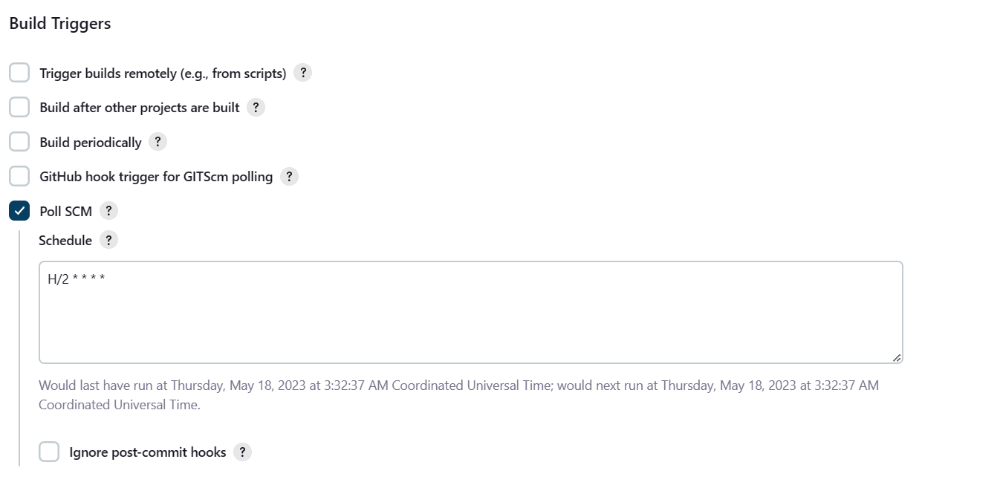 Build Triggers
Trigger builds remotely (e.g., from scripts) ?
Build after other projects are built ?
Build periodically ?
GitHub hook trigger for GITScm polling ?
Poll SCM ?
Schedule ?
H/2 * * * *
Would last have run at Thursday, May 18, 2023 at 3:32:37 AM Coordinated Universal Time; would next run at Thursday, May 18, 2023 at 3:32:37 AM
Coordinated Universal Time.
Ignore post-commit hooks ?